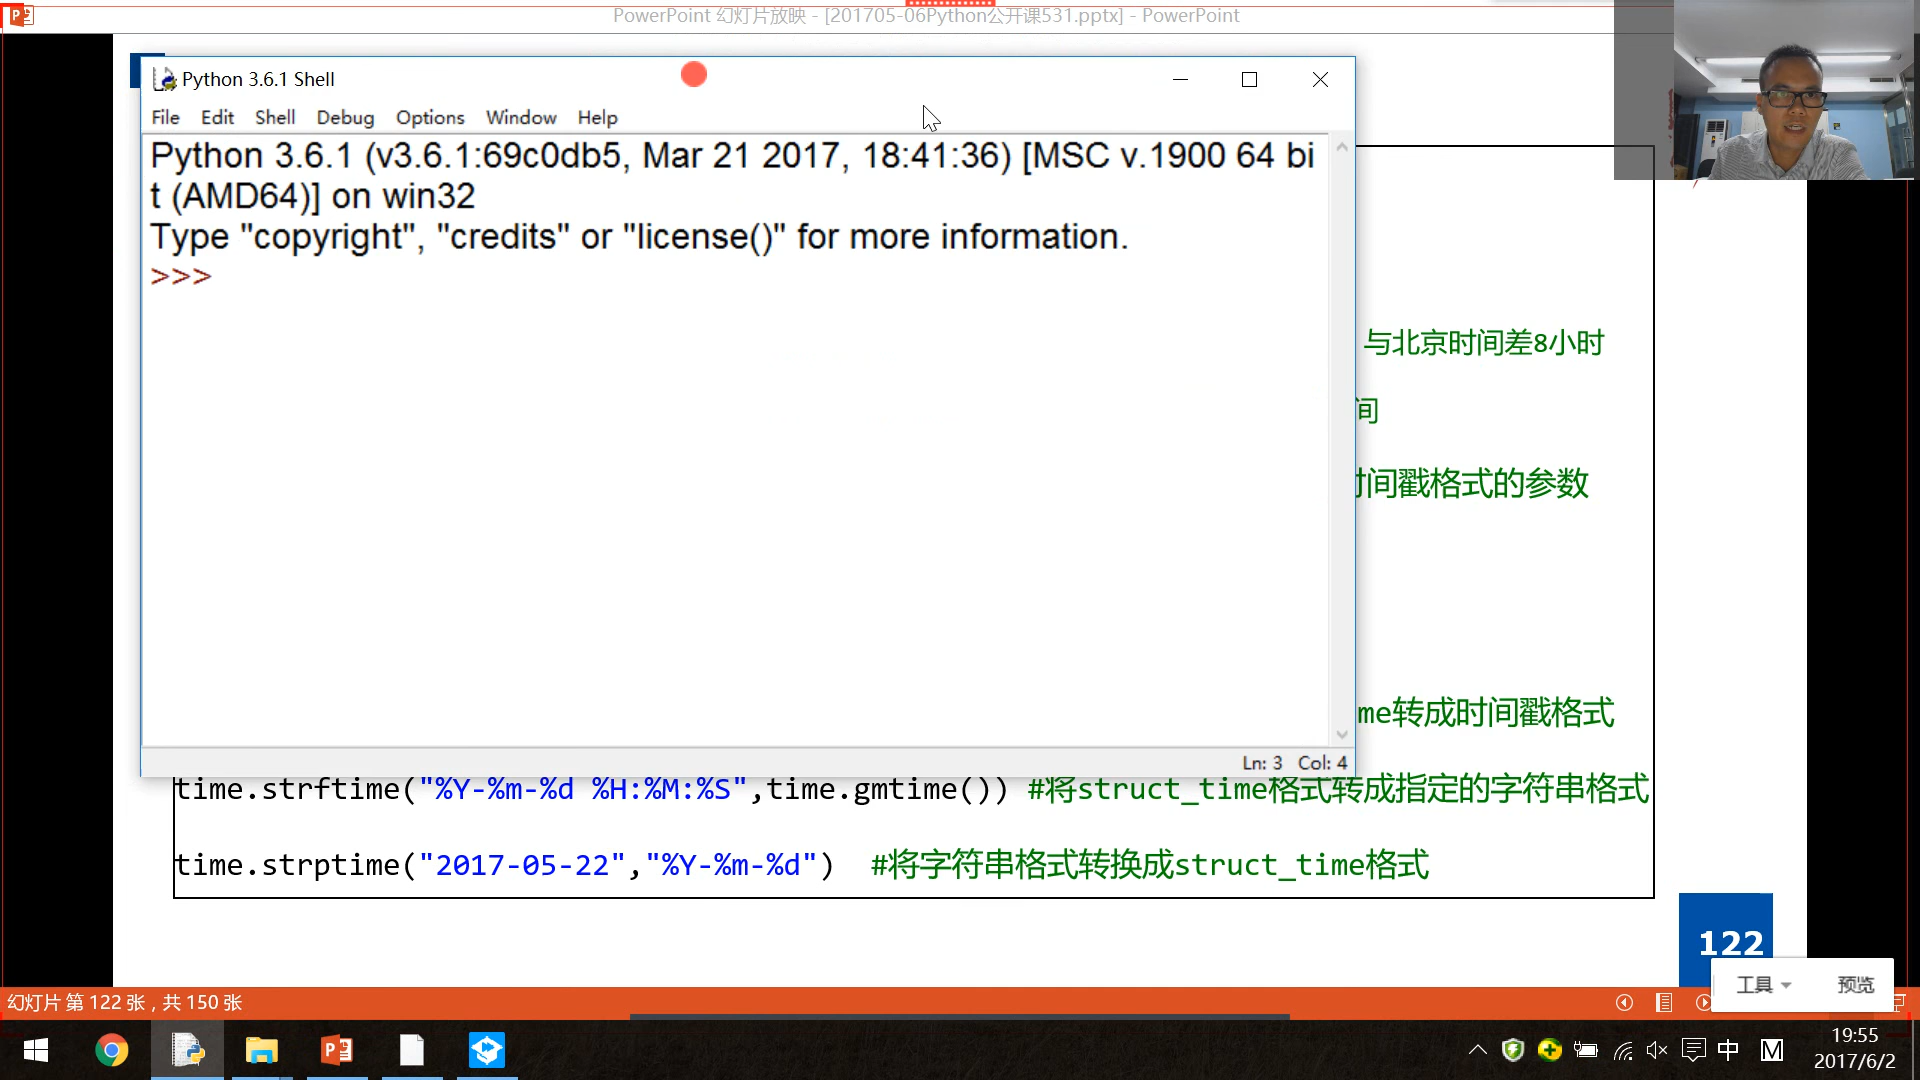 PowerPoint 幻灯片放映 - [201705-06Python公开课531.pptx] - PowerPoint
Python 3.6.1 Shell
File Edit Shell Debug Options Window Help
Python 3.6.1 (v3.6.1:69c0db5, Mar 21 2017, 18:41:36) [MSC v.1900 64 bi
t (AMD64)] on win32
Type "copyright", "credits" or "license()" for more information.
>>>
与北京时间差8小时
间
时间戳格式的参数
me转成时间戳格式
Ln: 3 Col: 4
time.strftime("%Y-%m-%d %H:%M:%S",time.gmtime()) #将struct_time格式转成指定的字符串格式
time.strptime("2017-05-22","%Y-%m-%d") #将字符串格式转换成struct_time格式
122
工具 预览
幻灯片 第 122 张 , 共 150 张
中 M
19:55
2017/6/2